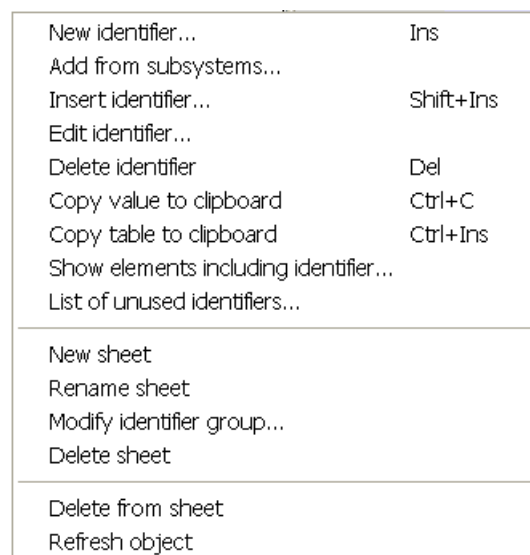 New identifier... Ins
Add from subsystems...
Insert identifier... Shift+Ins
Edit identifier...
Delete identifier Del
Copy value to clipboard Ctrl+C
Copy table to clipboard Ctrl+Ins
Show elements including identifier...
List of unused identifiers...
New sheet
Rename sheet
Modify identifier group...
Delete sheet
Delete from sheet
Refresh object